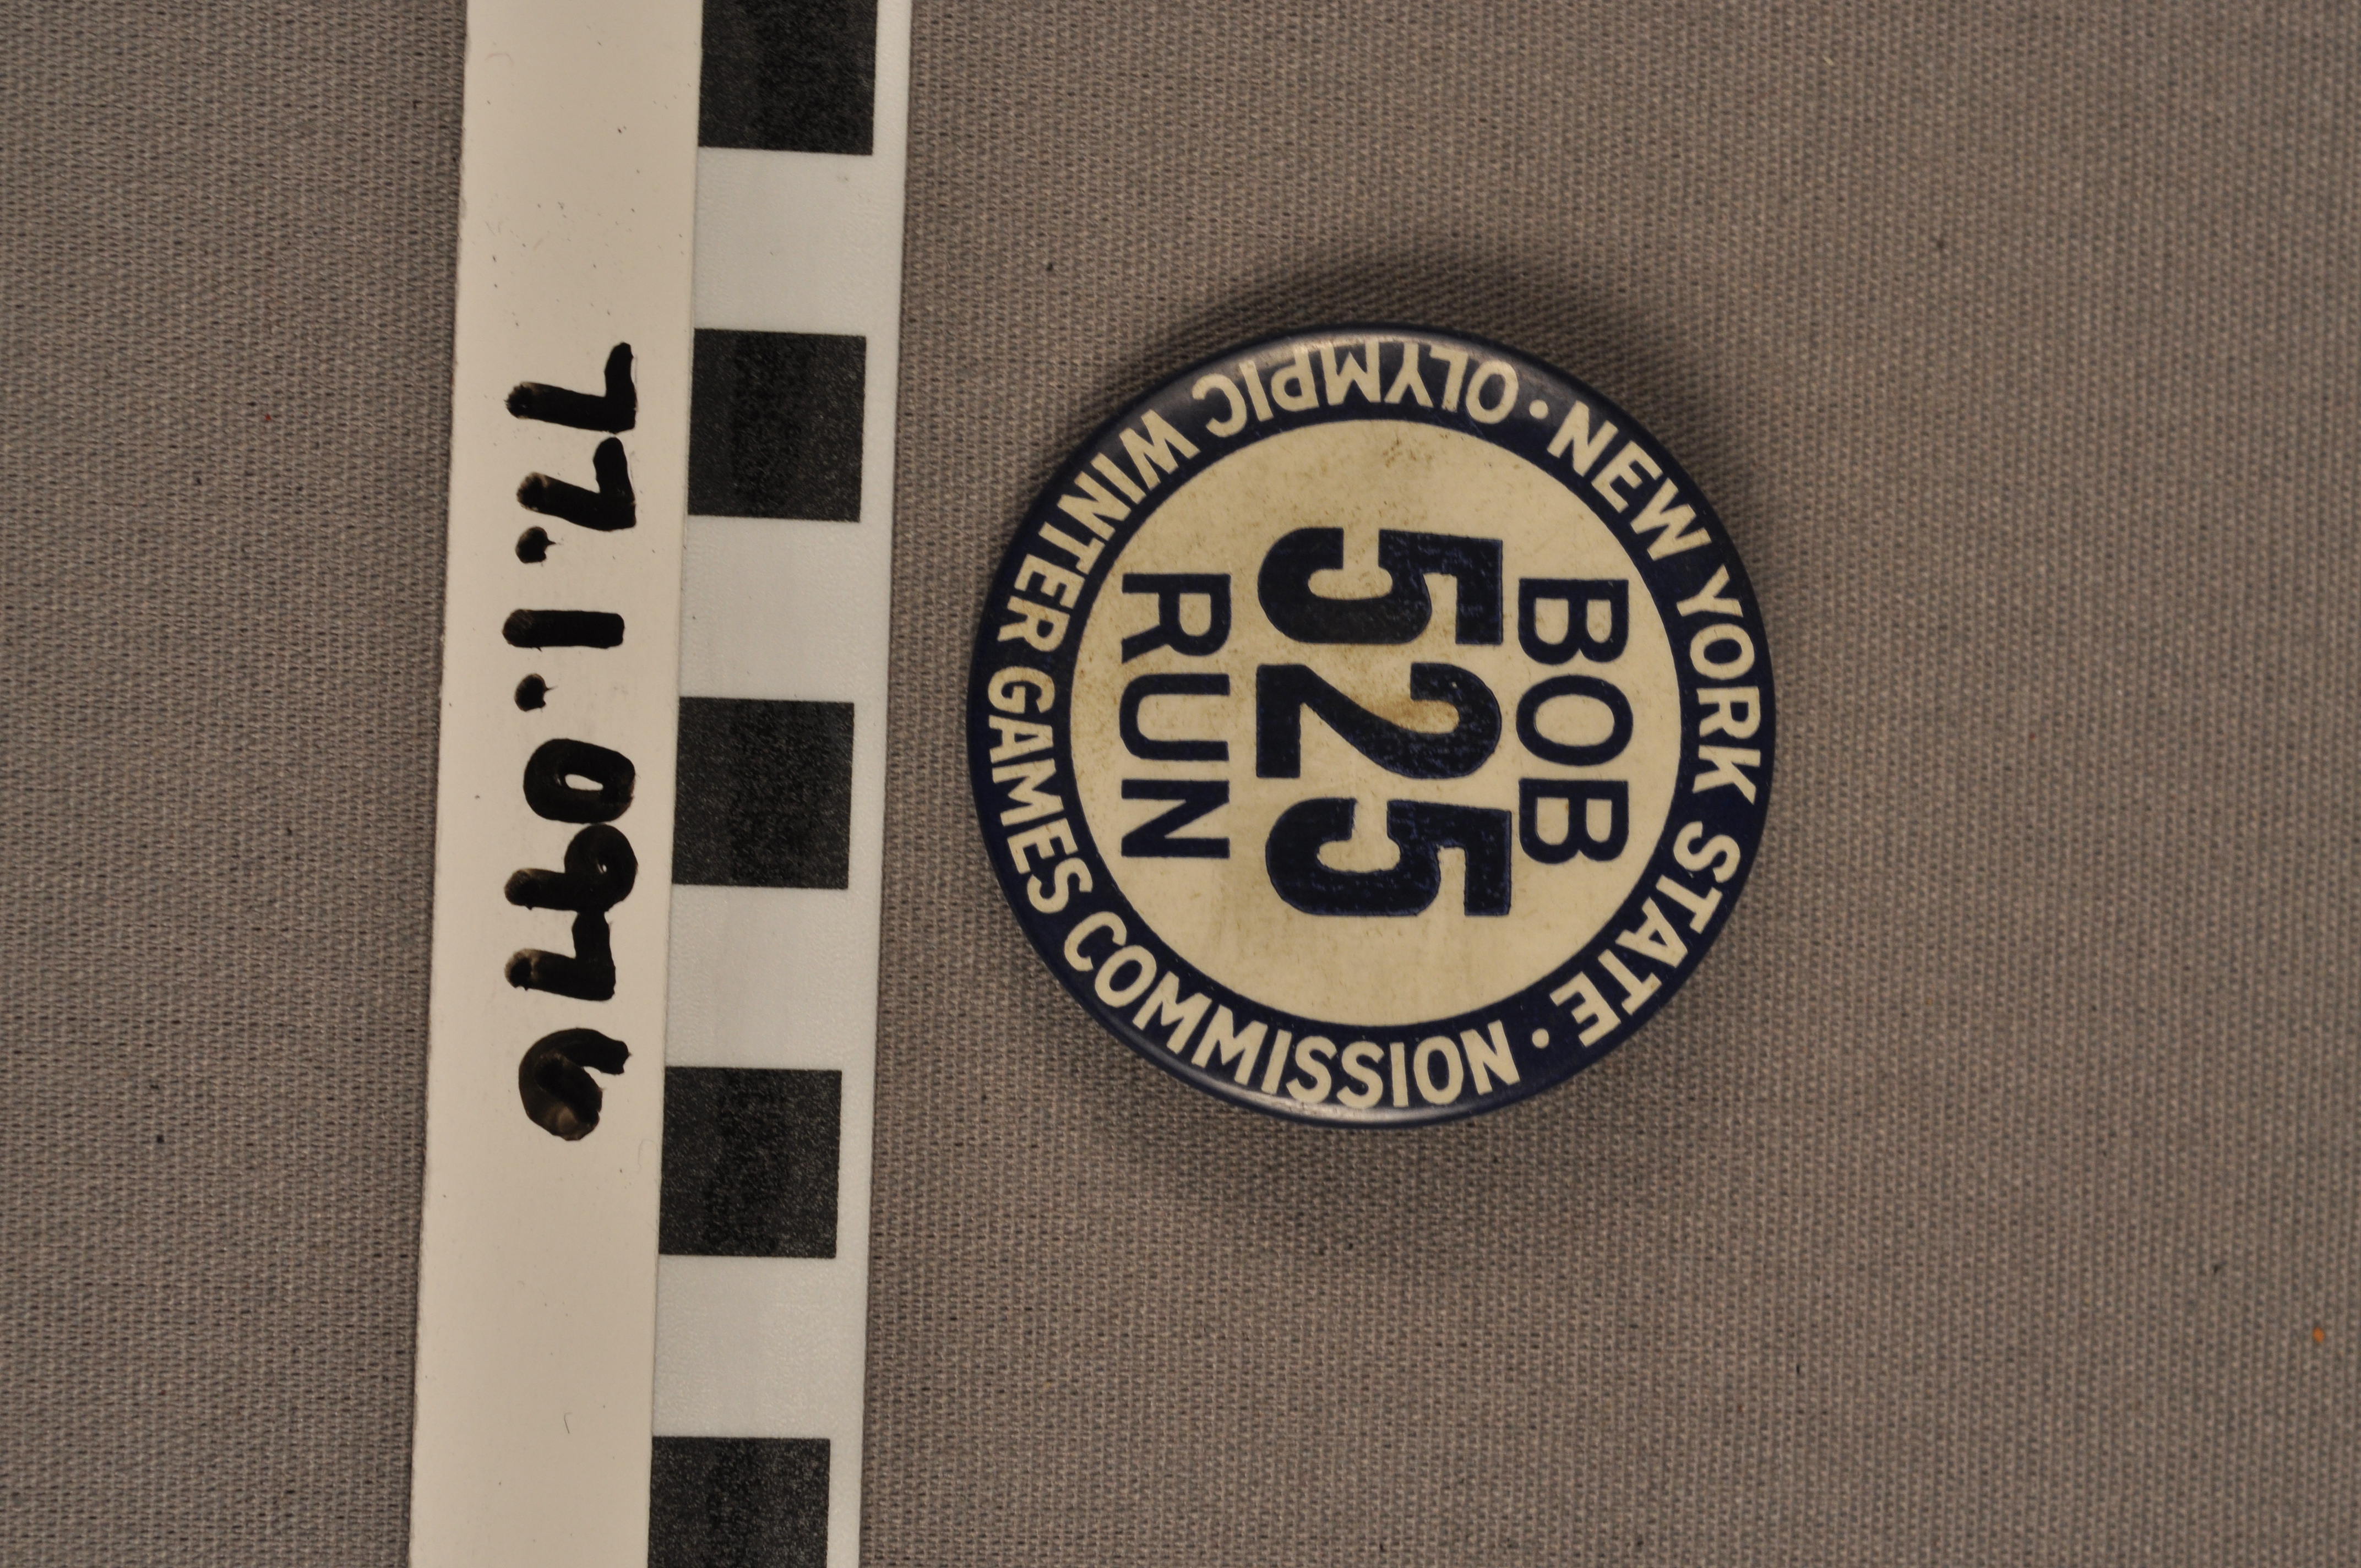 77.1.0976
NEW YORK STATE
BOB
525
RUN
• OLYMPIC WINTER GAMES COMMISSION •